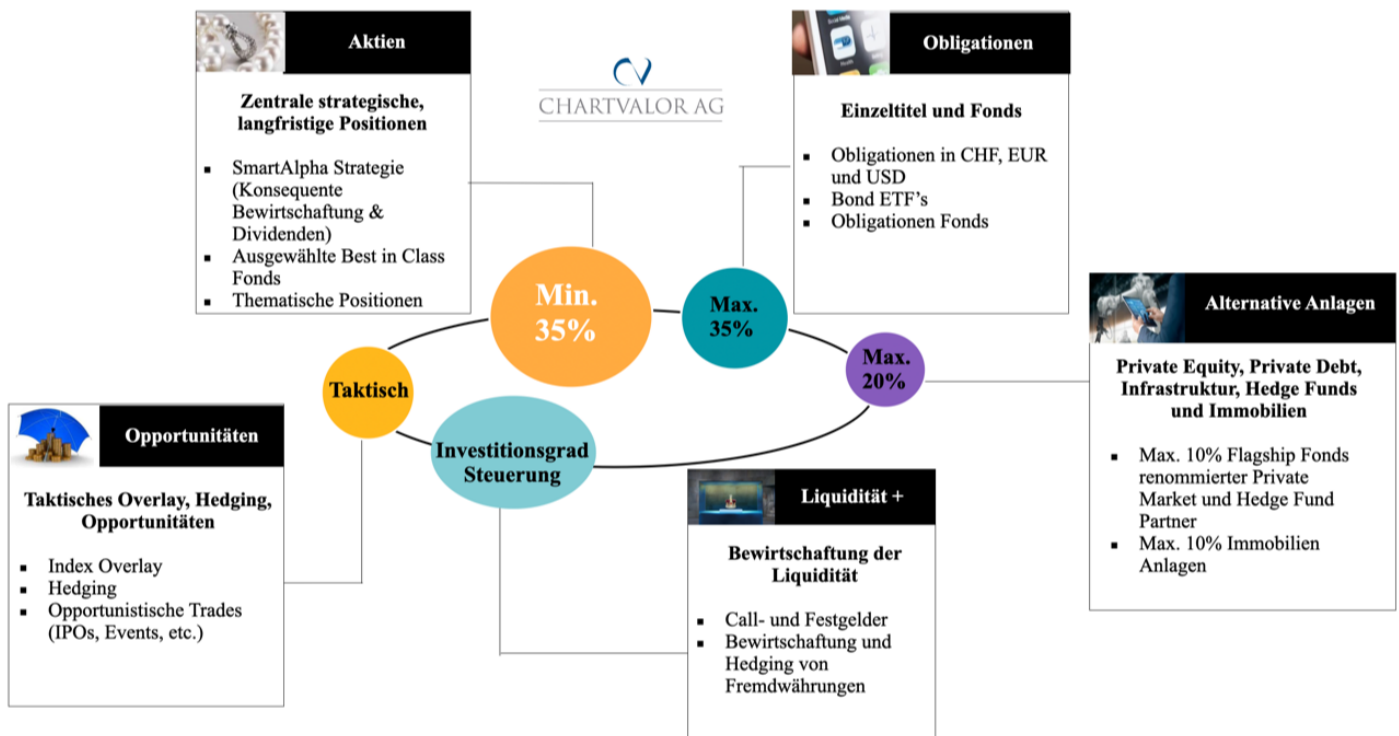 Aktien
Zentrale strategische,
langfristige Positionen
▪ SmartAlpha Strategie
(Konsequente
Bewirtschaftung &
Dividenden)
▪ Ausgewählte Best in Class
Fonds
▪ Thematische Positionen
CHARTVALOR AG
Obligationen
Einzeltitel und Fonds
▪ Obligationen in CHF, EUR
und USD
▪ Bond ETF’s
▪ Obligationen Fonds
Min.
35%
Max.
35%
Max.
20%
Taktisch
Investitionsgrad
Steuerung
Alternative Anlagen
Private Equity, Private Debt,
Infrastruktur, Hedge Funds
und Immobilien
▪ Max. 10% Flagship Fonds
renommierter Private
Market und Hedge Fund
Partner
▪ Max. 10% Immobilien
Anlagen
Opportunitäten
Taktisches Overlay, Hedging,
Opportunitäten
▪ Index Overlay
▪ Hedging
▪ Opportunistische Trades
(IPOs, Events, etc.)
Liquidität +
Bewirtschaftung der
Liquidität
▪ Call- und Festgelder
▪ Bewirtschaftung und
Hedging von
Fremdwährungen